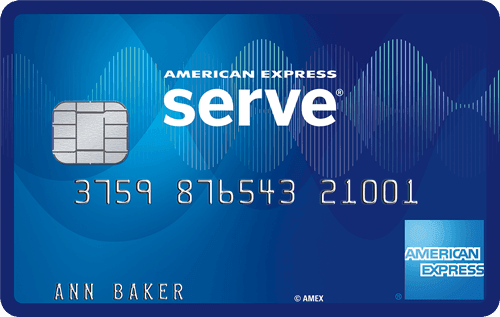 AMERICAN EXPRESS
serve®
3759 876543 21001
AMERICAN
EXPRESS
®
ANN BAKER
© AMEX